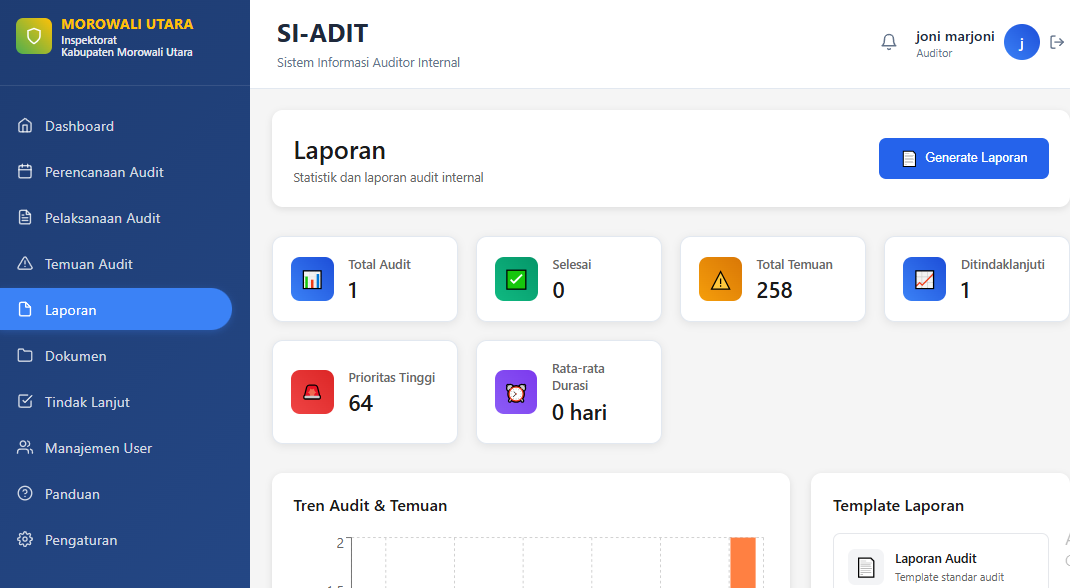 MOROWALI UTARA
Inspektorat
Kabupaten Morowali Utara
Dashboard
Perencanaan Audit
Pelaksanaan Audit
Temuan Audit
Laporan
Dokumen
Tindak Lanjut
Manajemen User
Panduan
Pengaturan
SI-ADIT
Sistem Informasi Auditor Internal
joni marjoni
Auditor
j
Laporan
Statistik dan laporan audit internal
Generate Laporan
Total Audit
1
Selesai
0
Total Temuan
258
Ditindaklanjuti
1
Prioritas Tinggi
64
Rata-rata
Durasi
0 hari
Tren Audit & Temuan
2
Template Laporan
Laporan Audit
Template standar audit